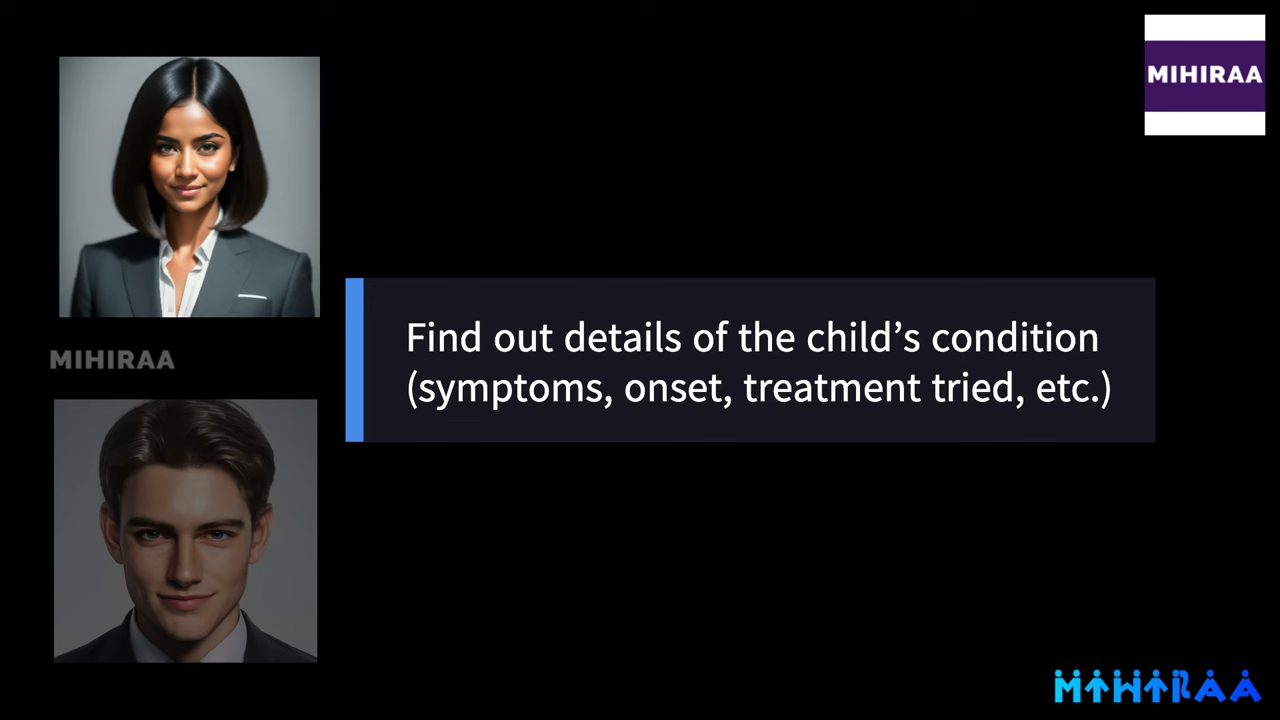 MIHIRAA
MIHIRAA
Find out details of the child’s condition
(symptoms, onset, treatment tried, etc.)
MIHIRAA